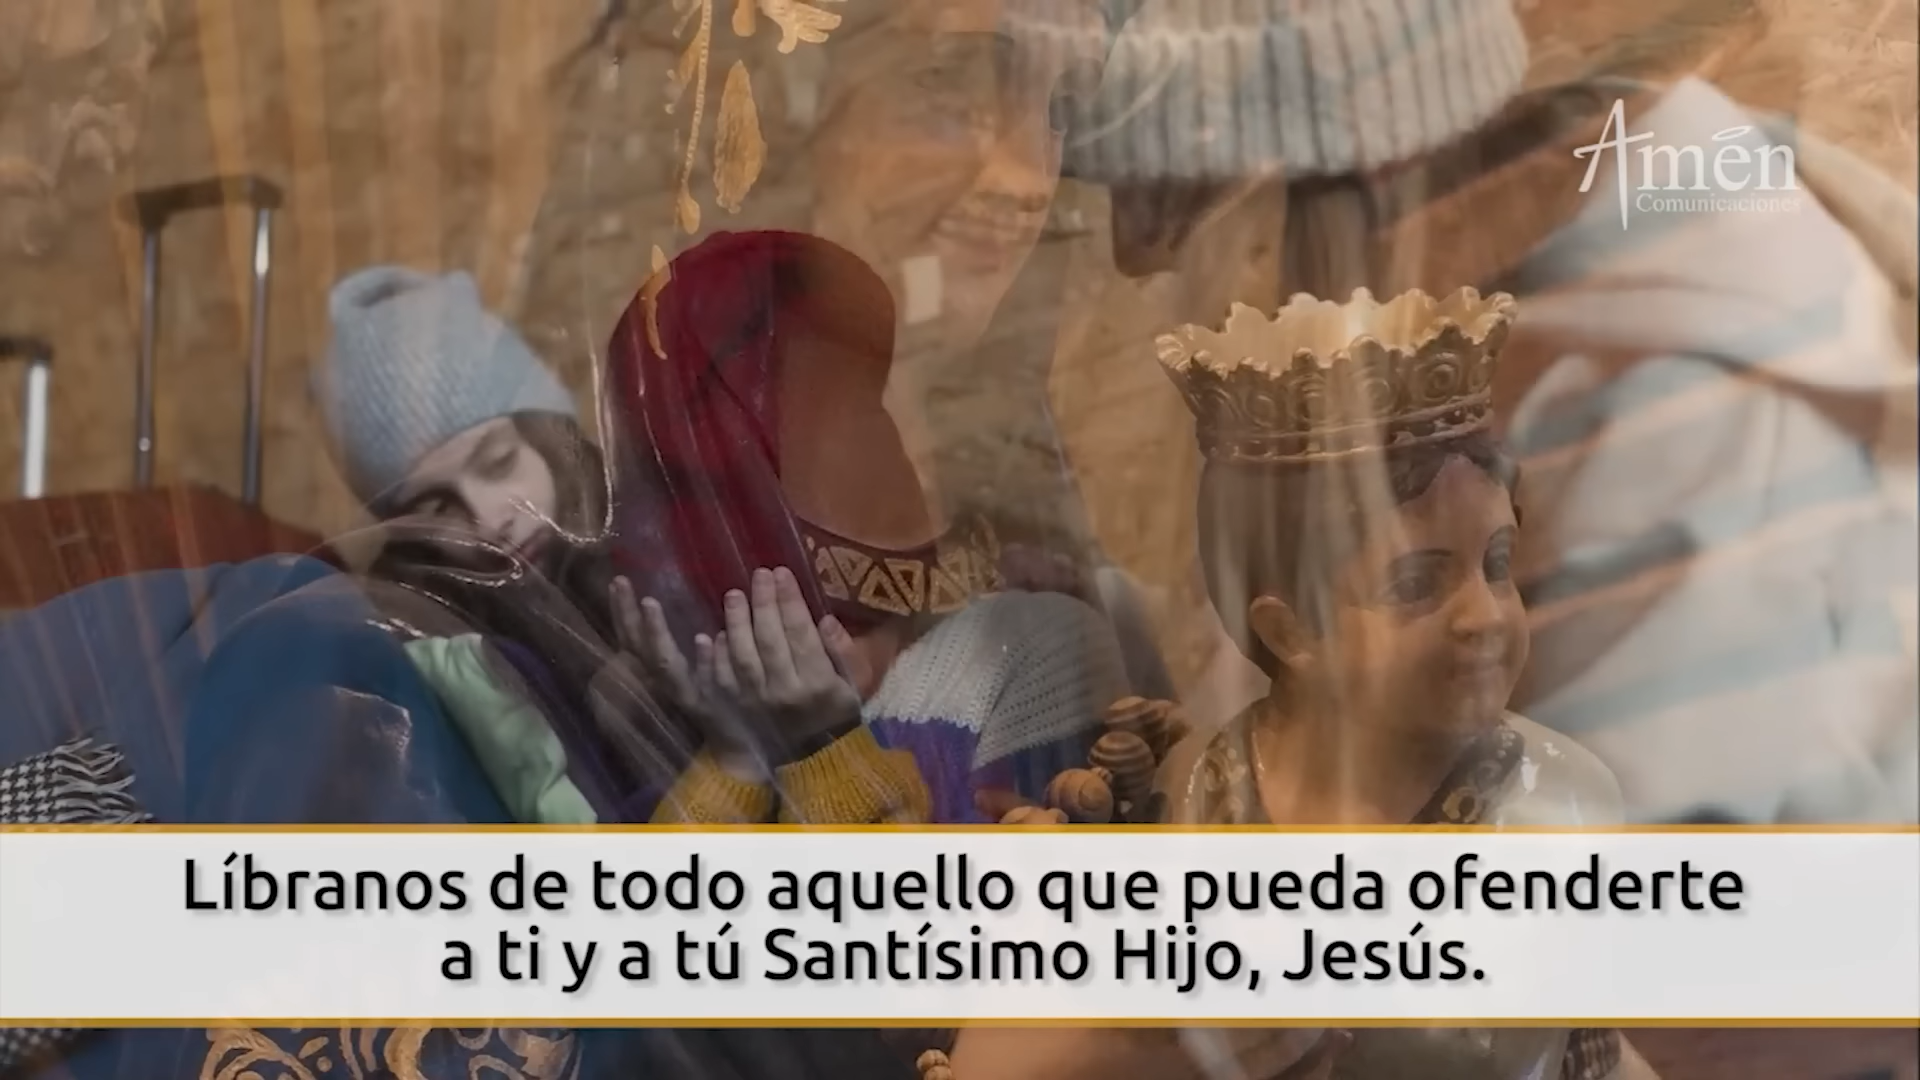 Amén
Comunicaciones
Líbranos de todo aquello que pueda ofenderte
a ti y a tú Santísimo Hijo, Jesús.